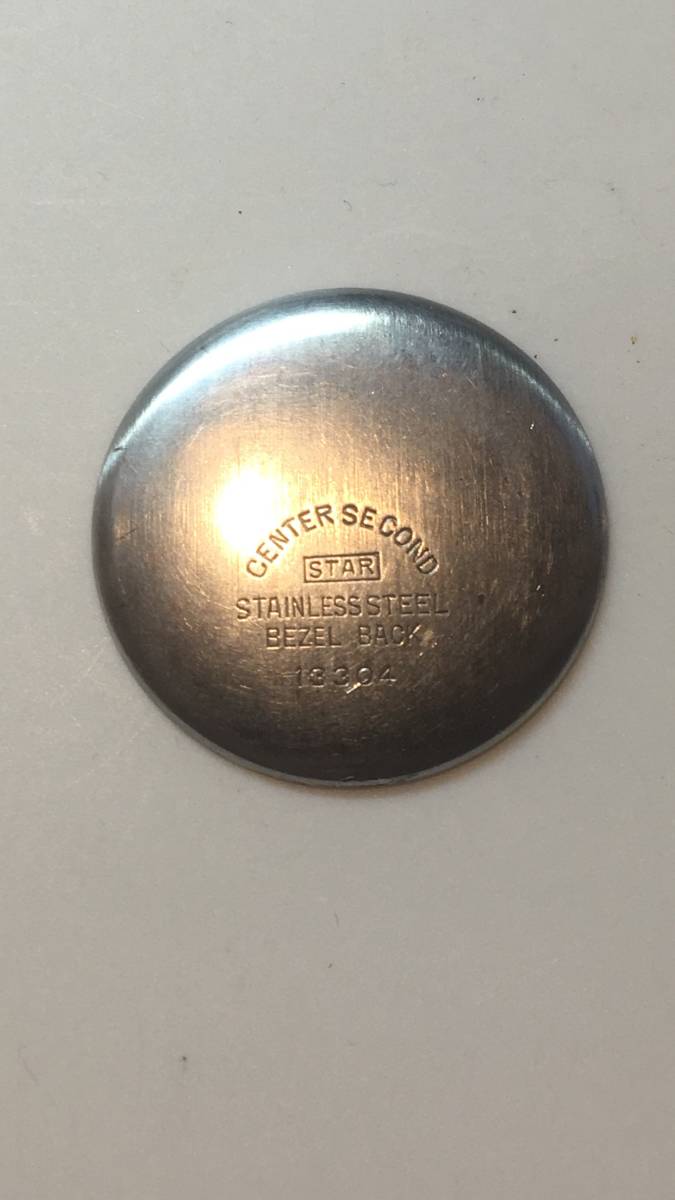 CENTER SECOND
STAR
STAINLESS STEEL
BEZEL BACK
13304